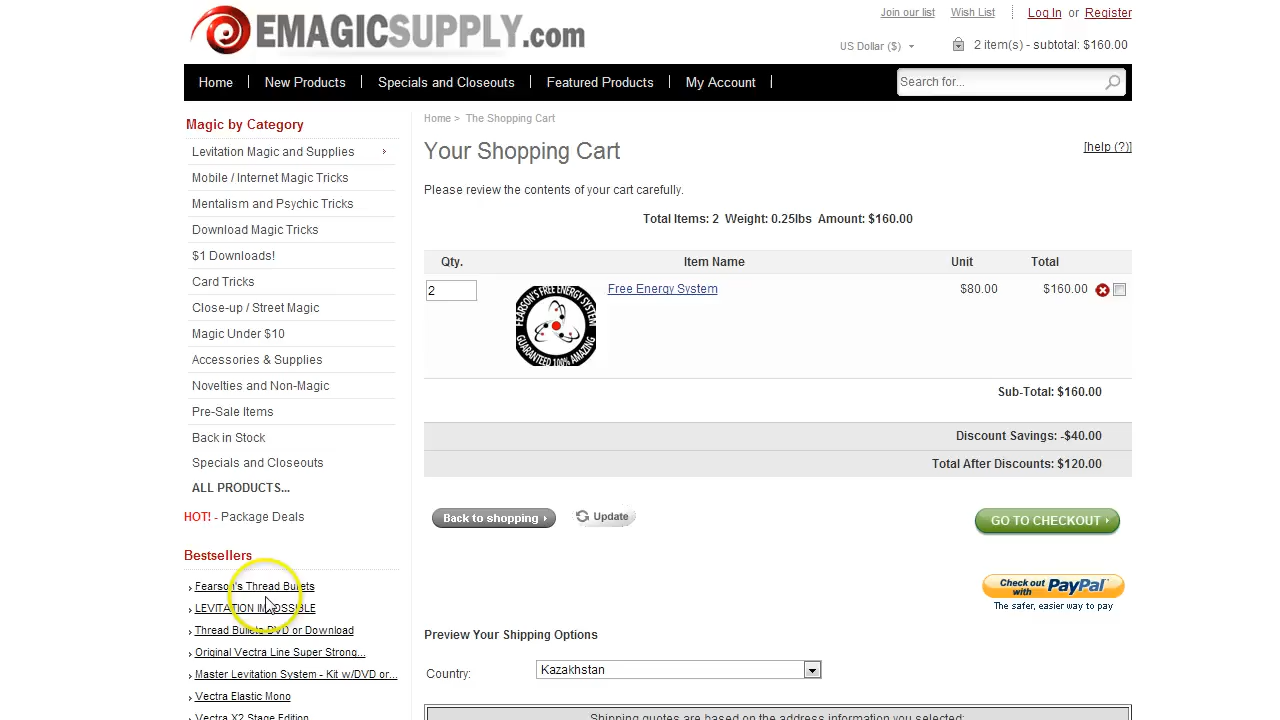 EMAGICSUPPLY.com
Join our list Wish List Log In or Register
US Dollar ($) 2 item(s) - subtotal: $160.00
Home New Products Specials and Closeouts Featured Products My Account Search for...
Magic by Category
Levitation Magic and Supplies
Mobile / Internet Magic Tricks
Mentalism and Psychic Tricks
Download Magic Tricks
$1 Downloads!
Card Tricks
Close-up / Street Magic
Magic Under $10
Accessories & Supplies
Novelties and Non-Magic
Pre-Sale Items
Back in Stock
Specials and Closeouts
ALL PRODUCTS...
HOT! - Package Deals
Bestsellers
Fearson's Thread Bullets
LEVITATION IMPOSSIBLE
Thread Bullets DVD or Download
Original Vectra Line Super Strong...
Master Levitation System - Kit w/DVD or...
Vectra Elastic Mono
Vectra X2 Stage Edition
Home > The Shopping Cart
Your Shopping Cart
[help (?)]
Please review the contents of your cart carefully.
Total Items: 2 Weight: 0.25lbs Amount: $160.00
Qty. Item Name Unit Total
2 Free Energy System $80.00 $160.00
FEARSON'S FREE ENERGY SYSTEM
GUARANTEED 100% AMAZING
Sub-Total: $160.00
Discount Savings: -$40.00
Total After Discounts: $120.00
Back to shopping Update GO TO CHECKOUT
Check out with PayPal
The safer, easier way to pay
Preview Your Shipping Options
Country: Kazakhstan
Shipping quotes are based on the address information you selected: